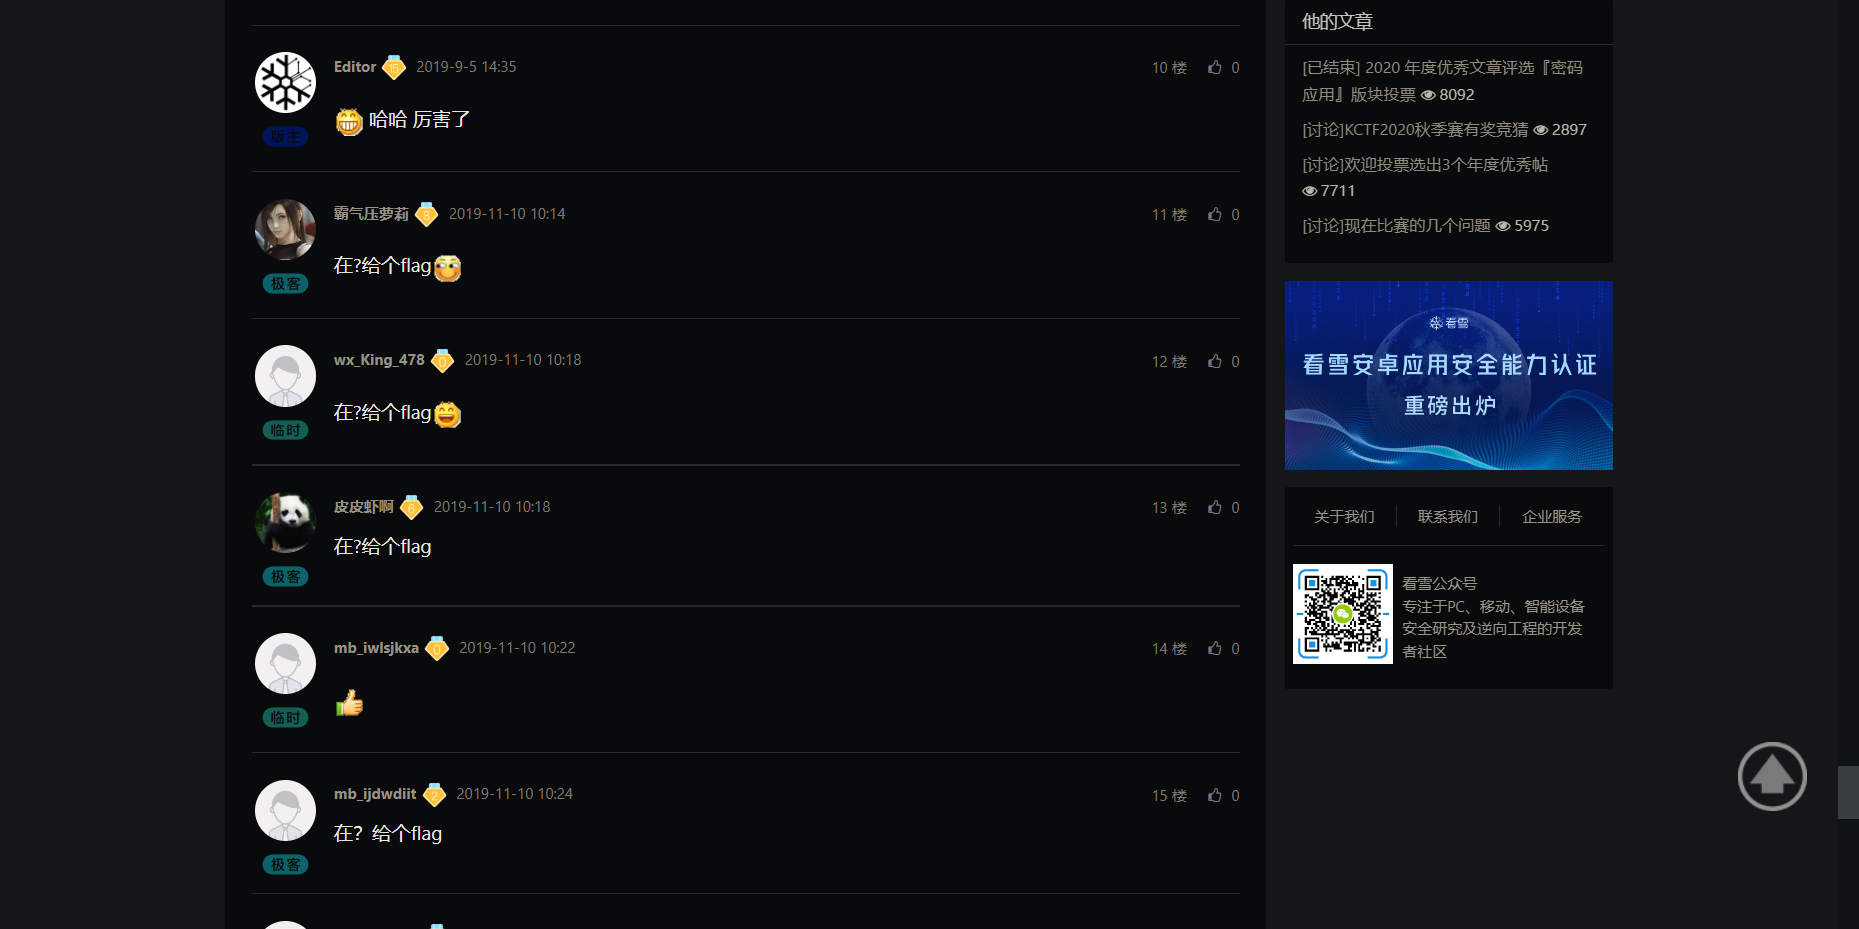 Editor 15 2019-9-5 14:35 10 楼 0
哈哈 厉害了
版主
霸气压萝莉 8 2019-11-10 10:14 11 楼 0
在?给个flag
极客
wx_King_478 0 2019-11-10 10:18 12 楼 0
在?给个flag
临时
皮皮虾啊 6 2019-11-10 10:18 13 楼 0
在?给个flag
极客
mb_iwlsjkxa 0 2019-11-10 10:22 14 楼 0
临时
mb_ijdwdiit 2019-11-10 10:24 15 楼 0
在？给个flag
极客
他的文章
[已结束] 2020 年度优秀文章评选『密码
应用』版块投票 8092
[讨论]KCTF2020秋季赛有奖竞猜 2897
[讨论]欢迎投票选出3个年度优秀帖
7711
[讨论]现在比赛的几个问题 5975
看雪
看雪安卓应用安全能力认证
重磅出炉
关于我们 联系我们 企业服务
看雪公众号
专注于PC、移动、智能设备
安全研究及逆向工程的开发
者社区